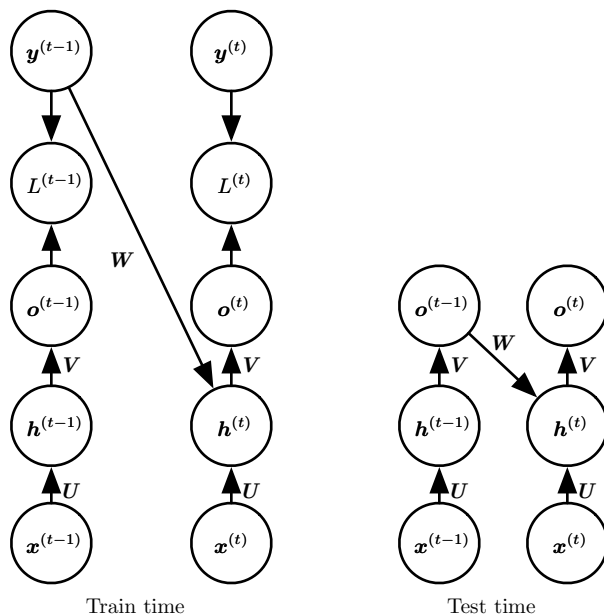 y^(t−1) y^(t)
L^(t−1) L^(t)
W
o^(t−1) o^(t) o^(t−1) o^(t)
W
V V V V
h^(t−1) h^(t) h^(t−1) h^(t)
U U U U
x^(t−1) x^(t) x^(t−1) x^(t)
Train time Test time